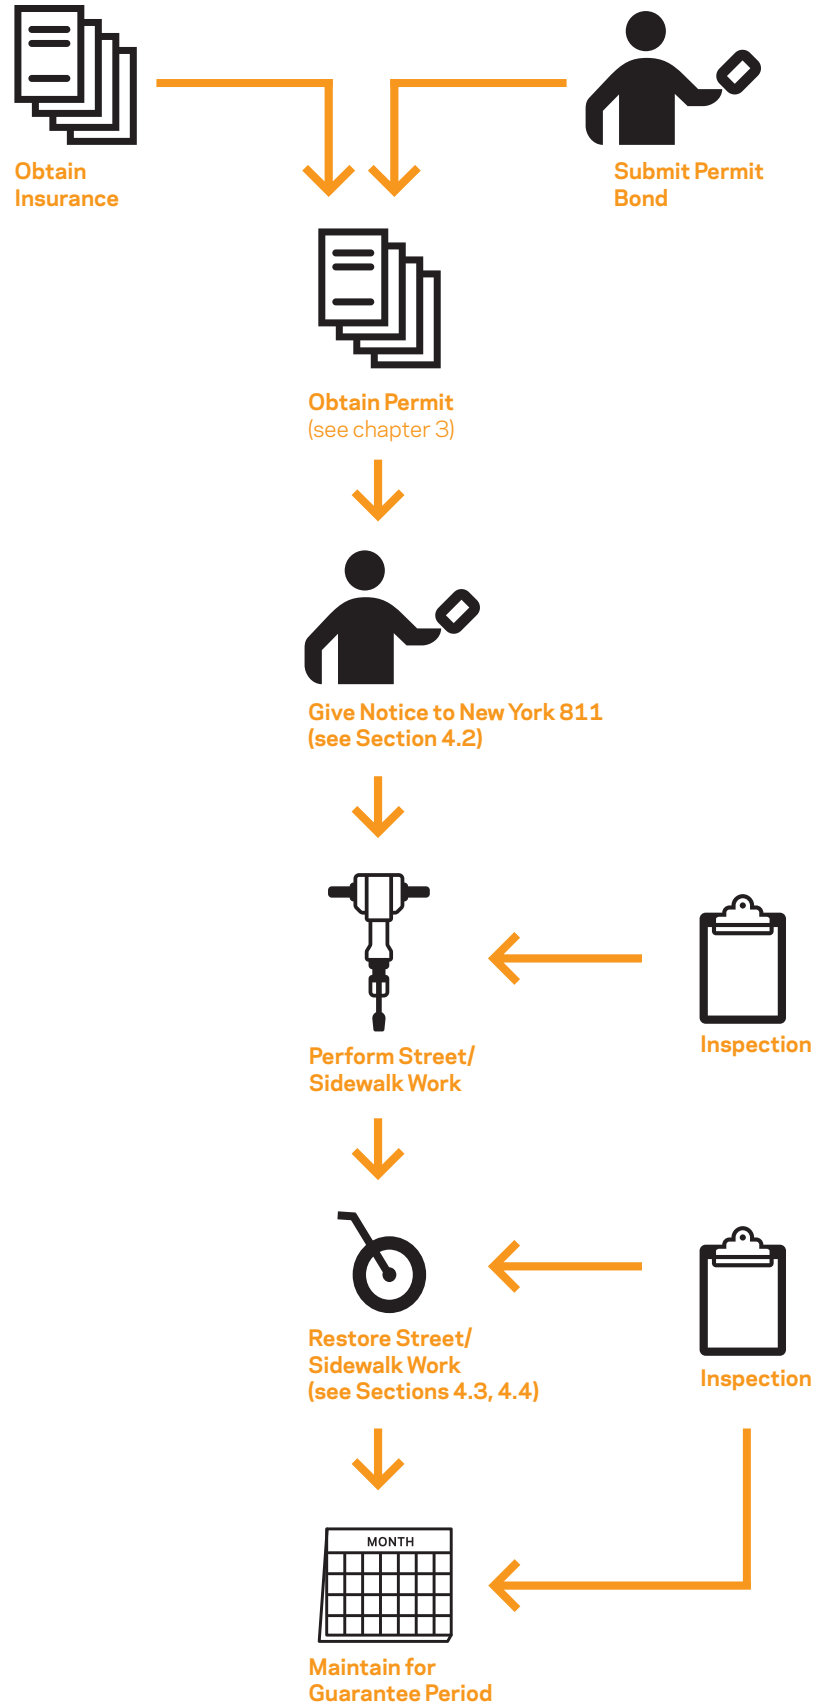 Obtain
Insurance
Submit Permit
Bond
Obtain Permit
(see chapter 3)
Give Notice to New York 811
(see Section 4.2)
Perform Street/
Sidewalk Work
Inspection
Restore Street/
Sidewalk Work
(see Sections 4.3, 4.4)
Inspection
MONTH
Maintain for
Guarantee Period